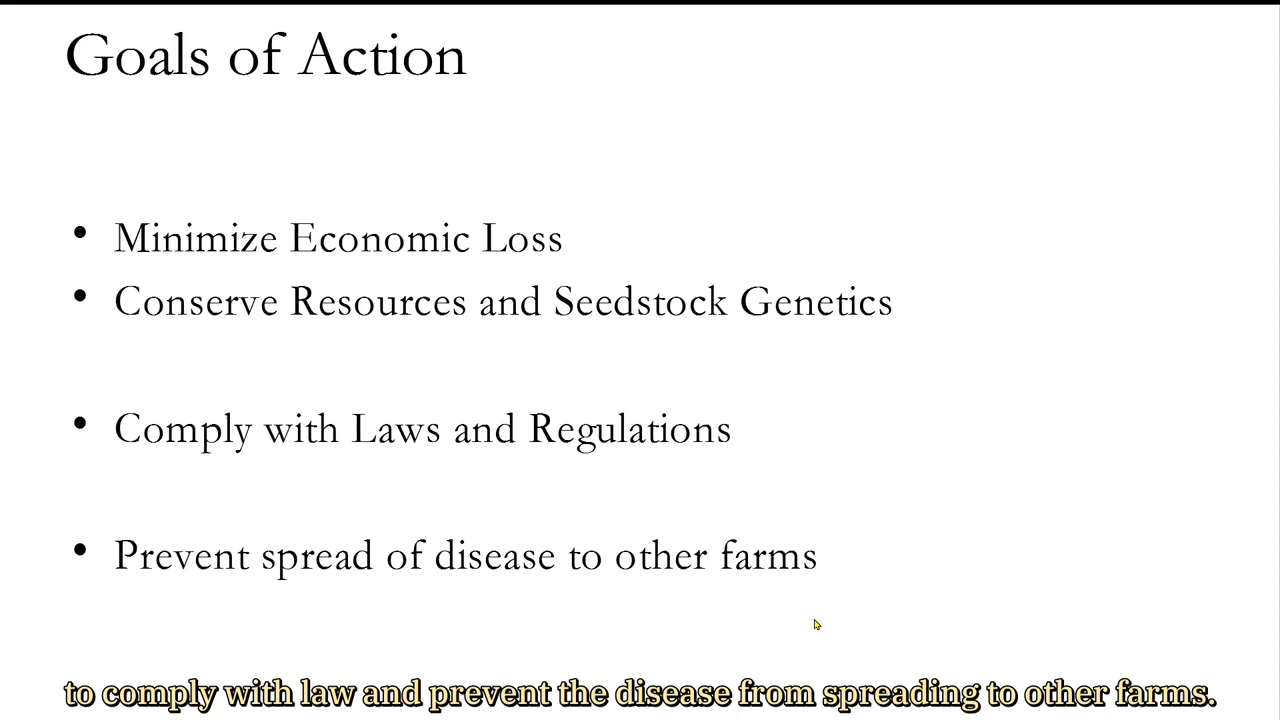 Goals of Action
• Minimize Economic Loss
• Conserve Resources and Seedstock Genetics
• Comply with Laws and Regulations
• Prevent spread of disease to other farms
to comply with law and prevent the disease from spreading to other farms.